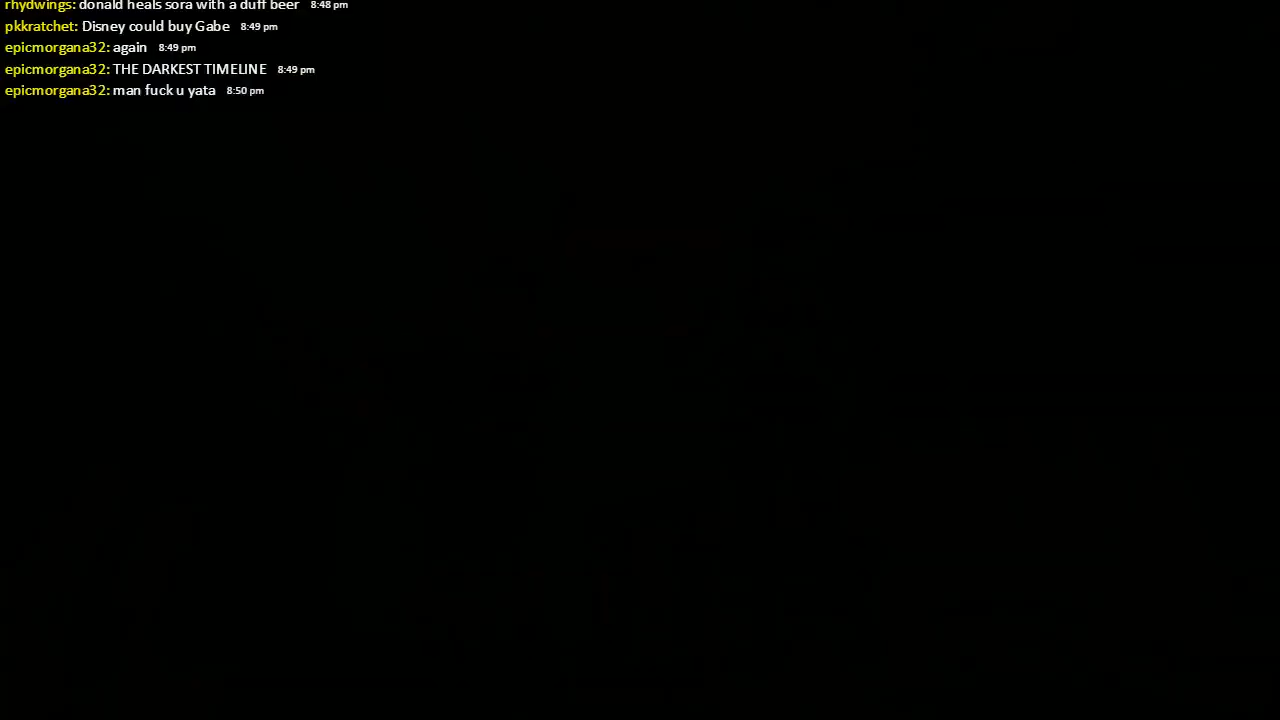 rhydwings: donald heals sora with a duff beer 8:48 pm
pkkratchet: Disney could buy Gabe 8:49 pm
epicmorgana32: again 8:49 pm
epicmorgana32: THE DARKEST TIMELINE 8:49 pm
epicmorgana32: man fuck u yata 8:50 pm